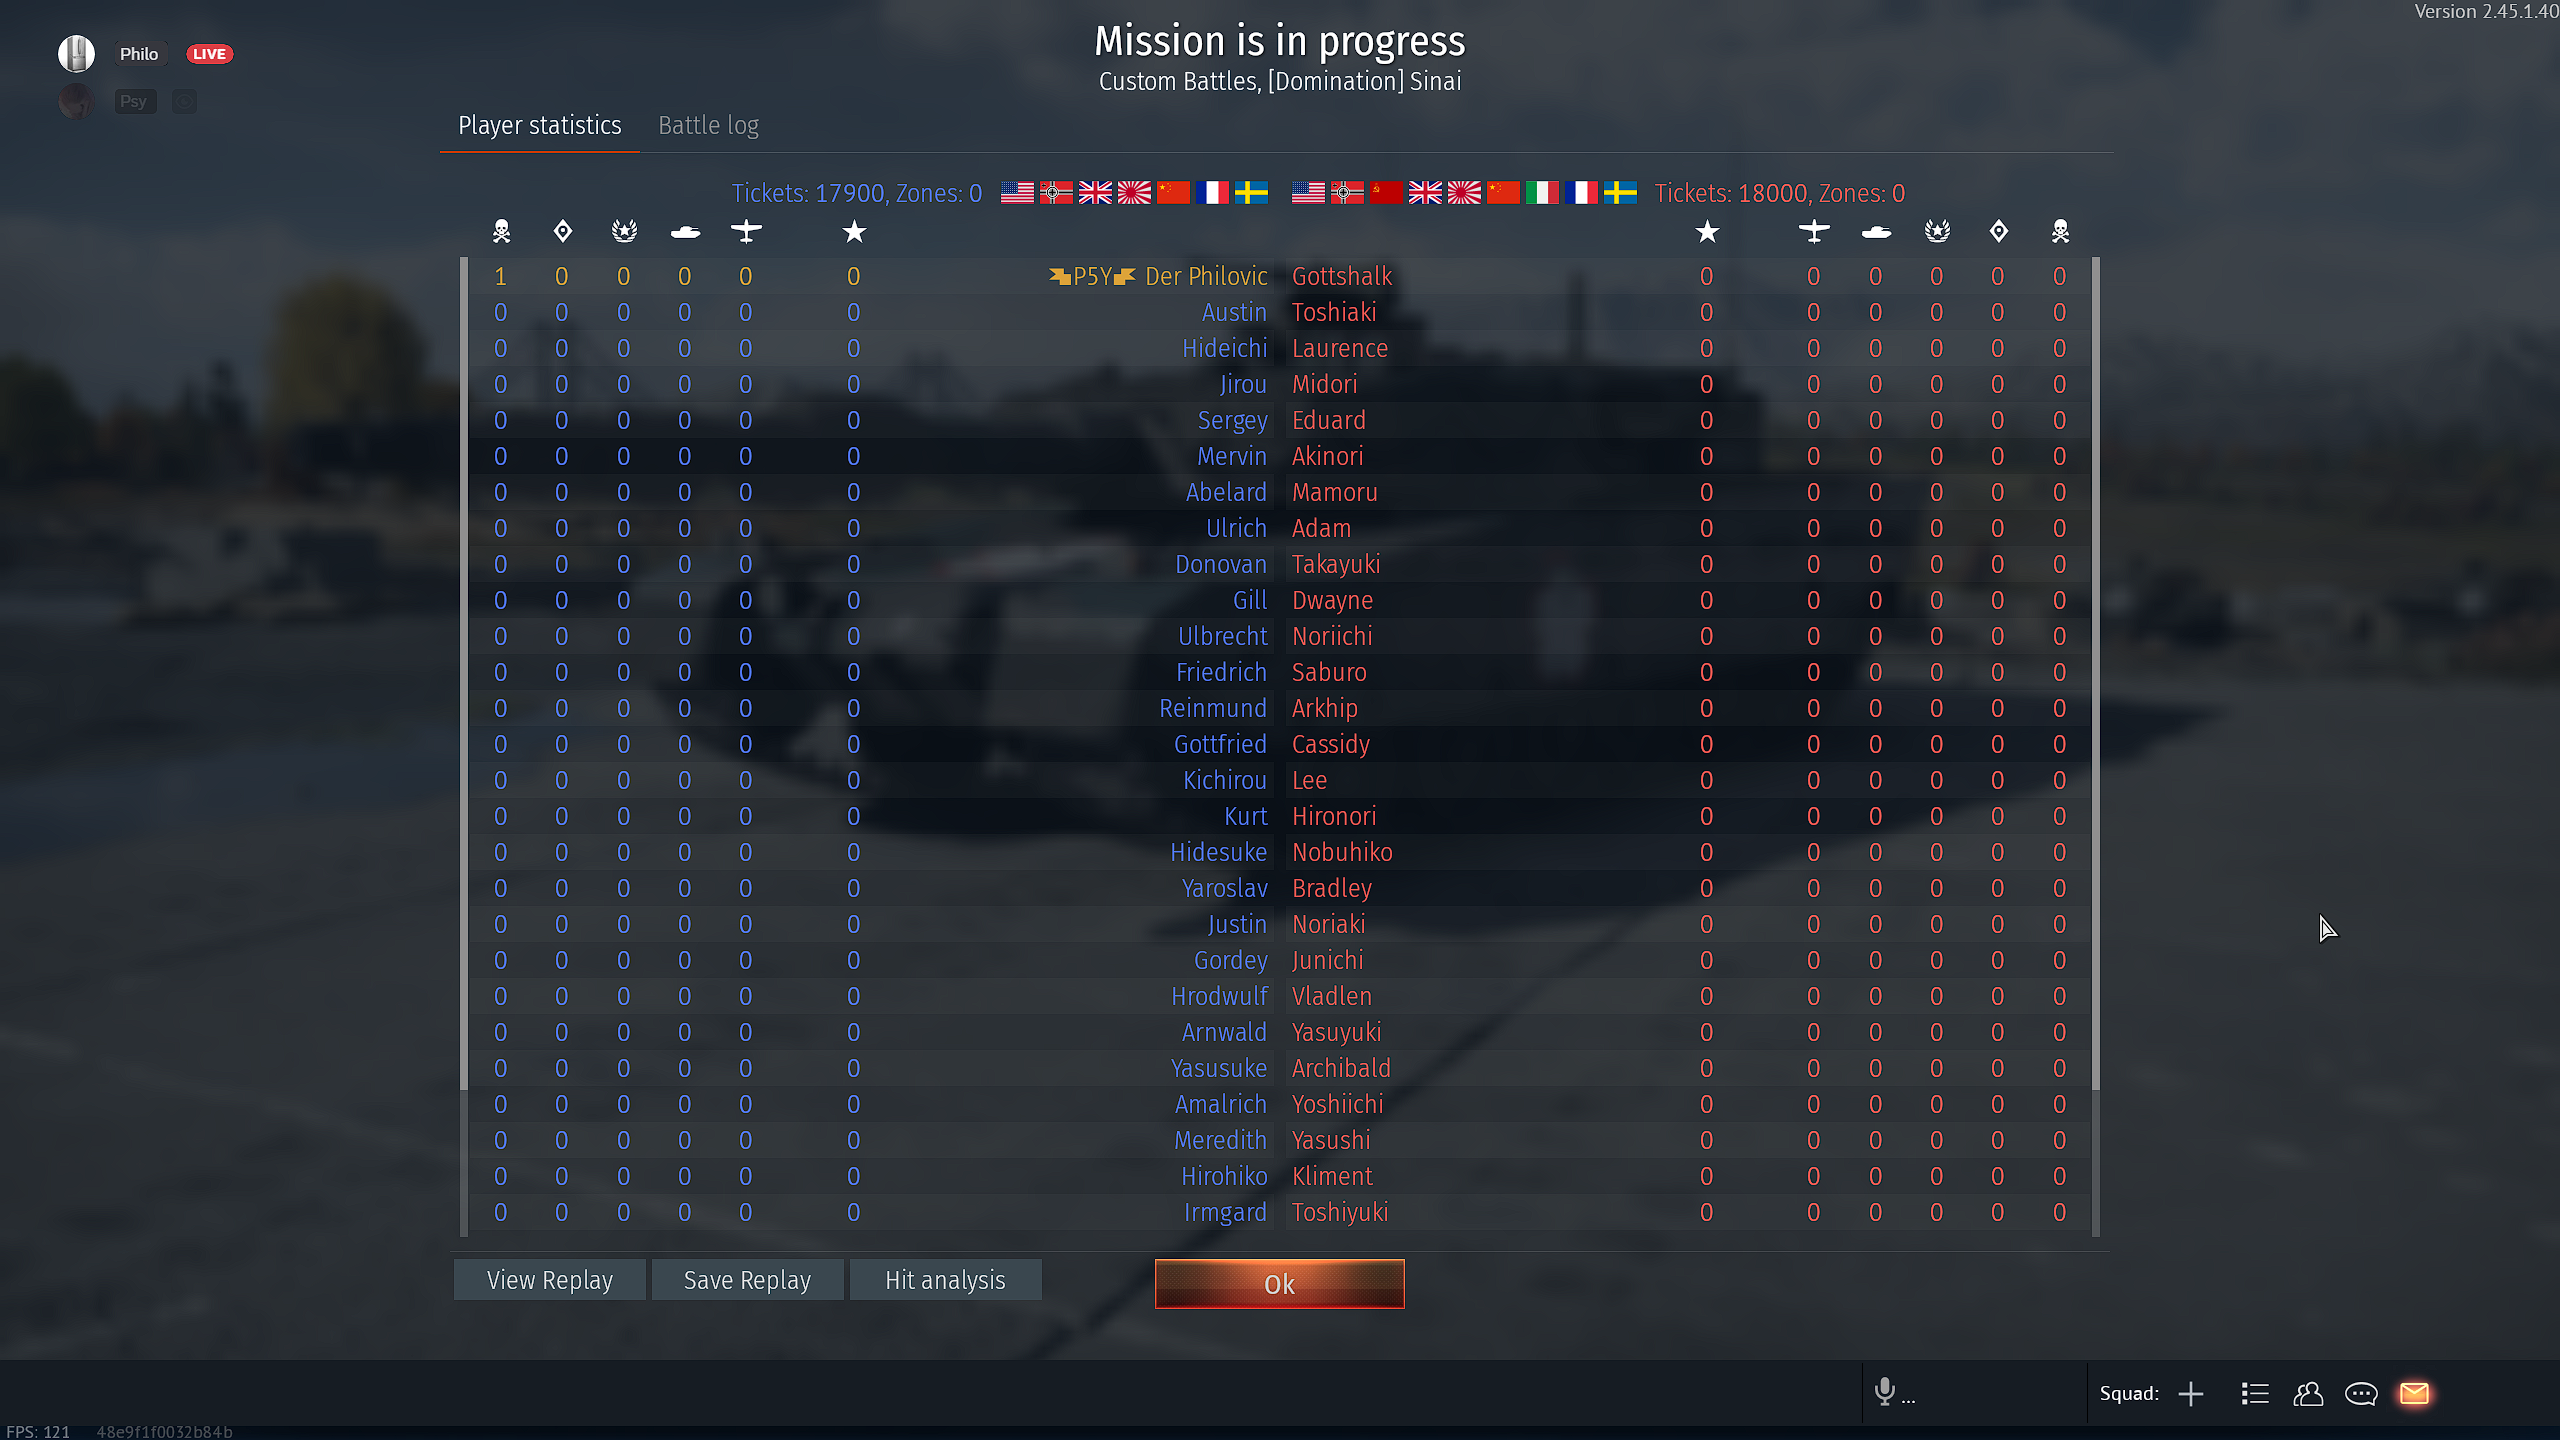 Version 2.45.1.40
Mission is in progress
Custom Battles, [Domination] Sinai
Philo LIVE
Psy
Player statistics Battle log
Tickets: 17900, Zones: 0 Tickets: 18000, Zones: 0
1 0 0 0 0 0 P5Y Der Philovic Gottshalk 0 0 0 0 0 0
0 0 0 0 0 0 Austin Toshiaki 0 0 0 0 0 0
0 0 0 0 0 0 Hideichi Laurence 0 0 0 0 0 0
0 0 0 0 0 0 Jirou Midori 0 0 0 0 0 0
0 0 0 0 0 0 Sergey Eduard 0 0 0 0 0 0
0 0 0 0 0 0 Mervin Akinori 0 0 0 0 0 0
0 0 0 0 0 0 Abelard Mamoru 0 0 0 0 0 0
0 0 0 0 0 0 Ulrich Adam 0 0 0 0 0 0
0 0 0 0 0 0 Donovan Takayuki 0 0 0 0 0 0
0 0 0 0 0 0 Gill Dwayne 0 0 0 0 0 0
0 0 0 0 0 0 Ulbrecht Noriichi 0 0 0 0 0 0
0 0 0 0 0 0 Friedrich Saburo 0 0 0 0 0 0
0 0 0 0 0 0 Reinmund Arkhip 0 0 0 0 0 0
0 0 0 0 0 0 Gottfried Cassidy 0 0 0 0 0 0
0 0 0 0 0 0 Kichirou Lee 0 0 0 0 0 0
0 0 0 0 0 0 Kurt Hironori 0 0 0 0 0 0
0 0 0 0 0 0 Hidesuke Nobuhiko 0 0 0 0 0 0
0 0 0 0 0 0 Yaroslav Bradley 0 0 0 0 0 0
0 0 0 0 0 0 Justin Noriaki 0 0 0 0 0 0
0 0 0 0 0 0 Gordey Junichi 0 0 0 0 0 0
0 0 0 0 0 0 Hrodwulf Vladlen 0 0 0 0 0 0
0 0 0 0 0 0 Arnwald Yasuyuki 0 0 0 0 0 0
0 0 0 0 0 0 Yasusuke Archibald 0 0 0 0 0 0
0 0 0 0 0 0 Amalrich Yoshiichi 0 0 0 0 0 0
0 0 0 0 0 0 Meredith Yasushi 0 0 0 0 0 0
0 0 0 0 0 0 Hirohiko Kliment 0 0 0 0 0 0
0 0 0 0 0 0 Irmgard Toshiyuki 0 0 0 0 0 0
View Replay Save Replay Hit analysis Ok
... Squad:
FPS: 121 48e9f1f0032b84b